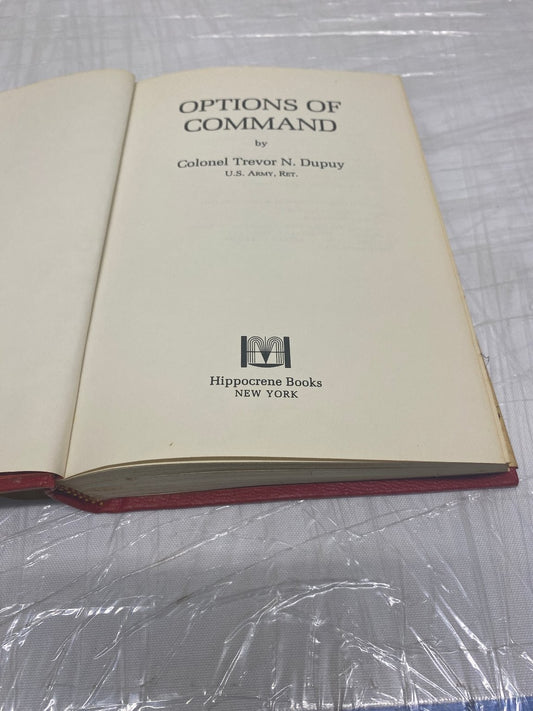 OPTIONS OF
COMMAND
by
Colonel Trevor N. Dupuy
U.S. ARMY, RET.
Hippocrene Books
NEW YORK